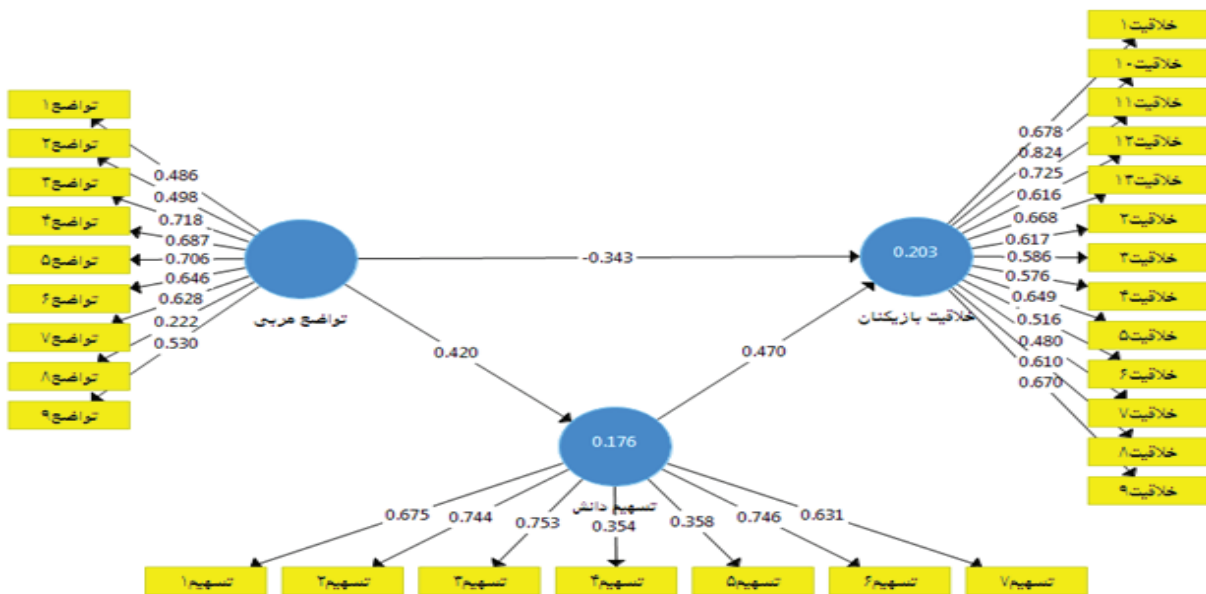 تواضع۱
تواضع۲
تواضع۳
تواضع۴
تواضع۵
تواضع۶
تواضع۷
تواضع۸
تواضع۹
0.486
0.498
0.718
0.687
0.706
0.646
0.628
0.222
0.530
تواضع مربی
-0.343
0.420
0.470
0.203
خلاقیت بازیکنان
0.678
0.824
0.725
0.616
0.668
0.617
0.586
0.576
0.649
0.516
0.480
0.610
0.670
خلاقیت۱
خلاقیت۱۰
خلاقیت۱۱
خلاقیت۱۲
خلاقیت۱۳
خلاقیت۲
خلاقیت۳
خلاقیت۴
خلاقیت۵
خلاقیت۶
خلاقیت۷
خلاقیت۸
خلاقیت۹
0.176
تسهیم دانش
0.675
0.744
0.753
0.354
0.358
0.746
0.631
تسهیم۱
تسهیم۲
تسهیم۳
تسهیم۴
تسهیم۵
تسهیم۶
تسهیم۷